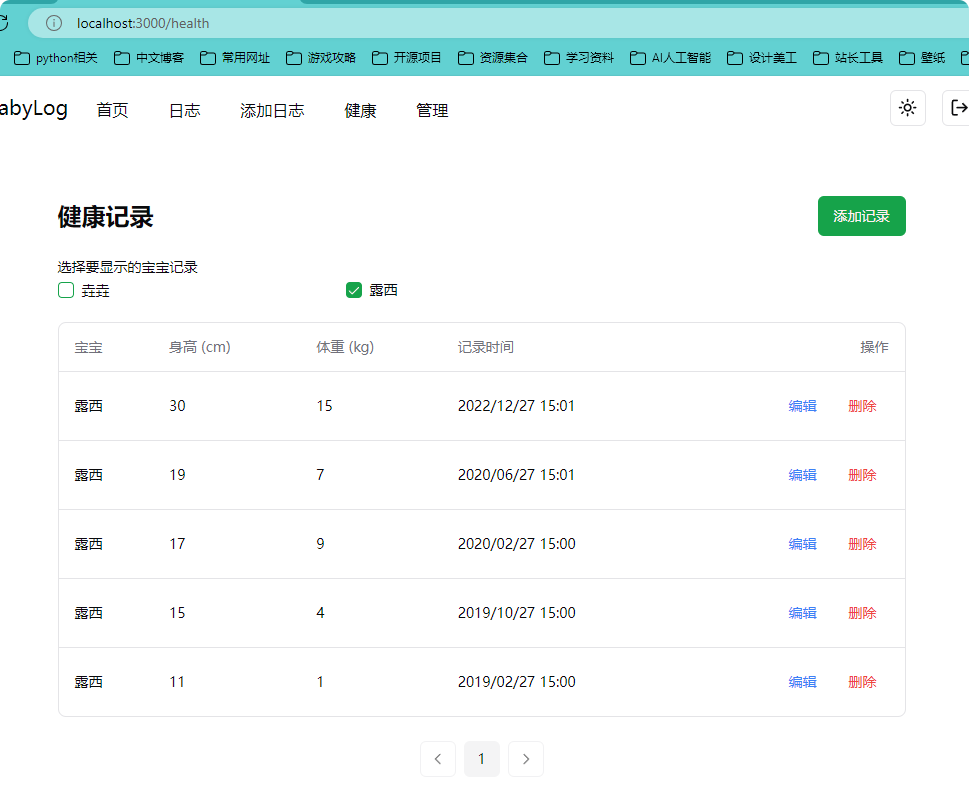 localhost:3000/health
python相关 中文博客 常用网址 游戏攻略 开源项目 资源集合 学习资料 AI人工智能 设计美工 站长工具 壁纸
abyLog 首页 日志 添加日志 健康 管理
健康记录 添加记录
选择要显示的宝宝记录
垚垚 露西
宝宝 身高 (cm) 体重 (kg) 记录时间 操作
露西 30 15 2022/12/27 15:01 编辑 删除
露西 19 7 2020/06/27 15:01 编辑 删除
露西 17 9 2020/02/27 15:00 编辑 删除
露西 15 4 2019/10/27 15:00 编辑 删除
露西 11 1 2019/02/27 15:00 编辑 删除
1